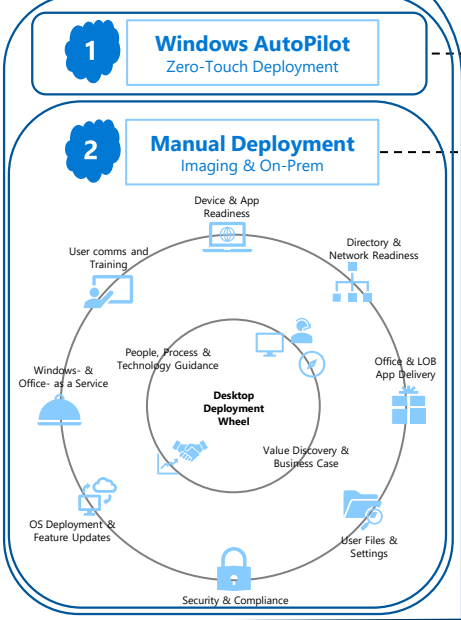 1
Windows AutoPilot
Zero-Touch Deployment
2
Manual Deployment
Imaging & On-Prem
Device & App
Readiness
Directory &
Network Readiness
Office & LOB
App Delivery
User Files &
Settings
Security & Compliance
OS Deployment &
Feature Updates
Windows- &
Office- as a Service
User comms and
Training
People, Process &
Technology Guidance
Desktop
Deployment
Wheel
Value Discovery &
Business Case